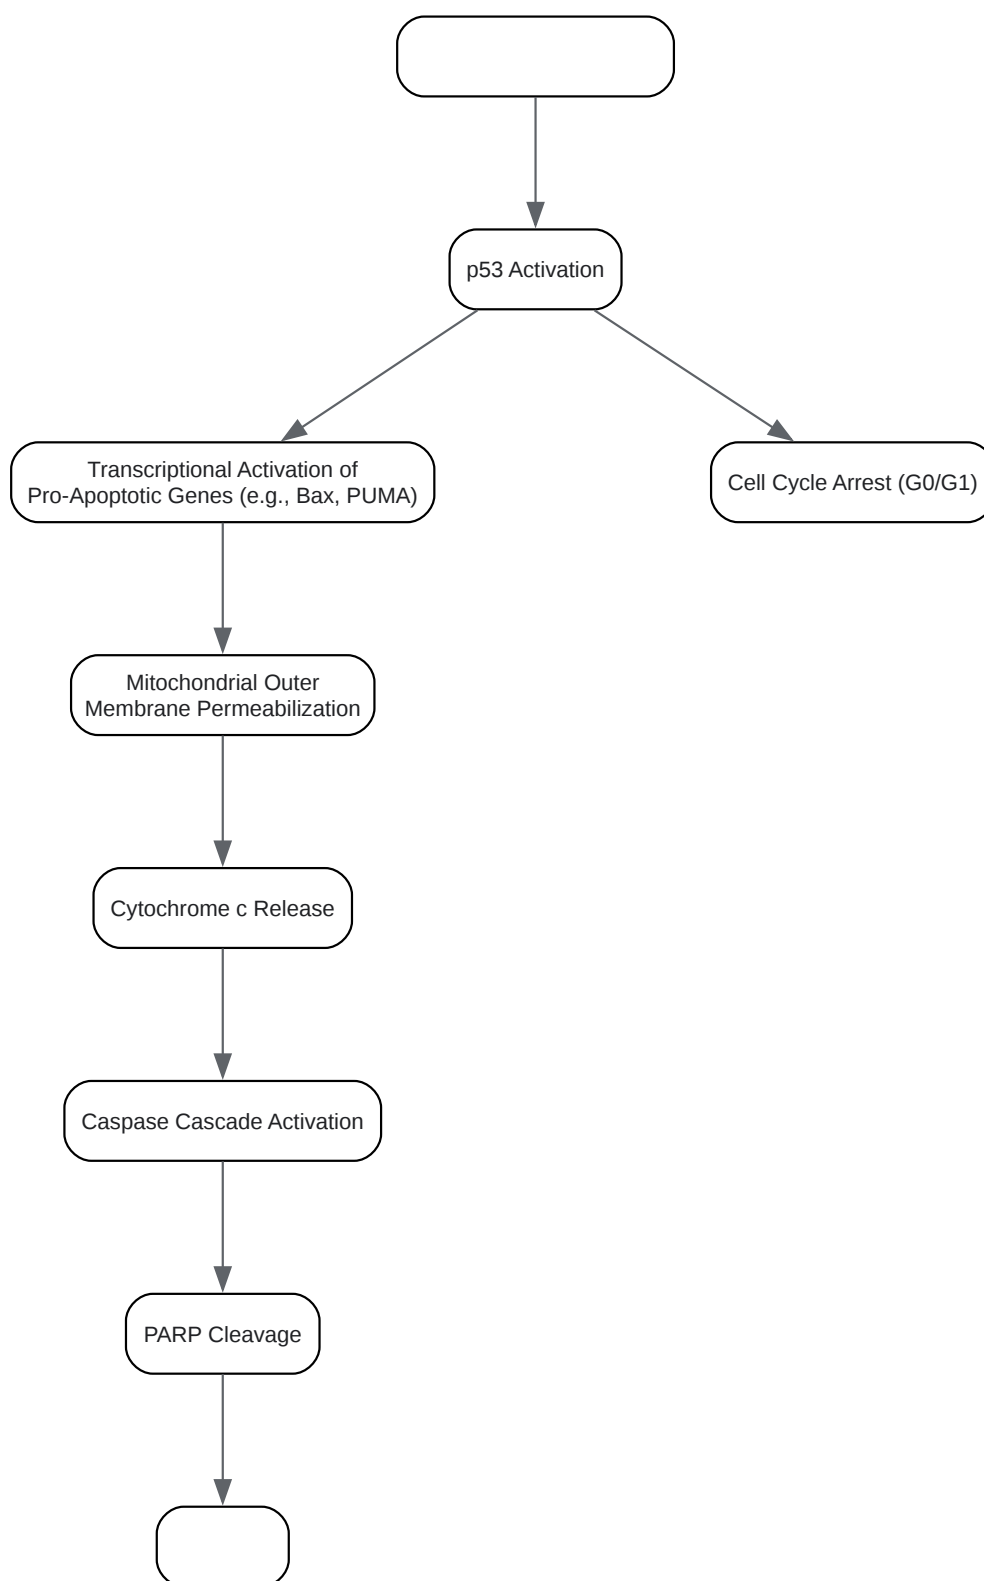 p53 Activation
Transcriptional Activation of
Pro-Apoptotic Genes (e.g., Bax, PUMA)
Cell Cycle Arrest (G0/G1)
Mitochondrial Outer
Membrane Permeabilization
Cytochrome c Release
Caspase Cascade Activation
PARP Cleavage